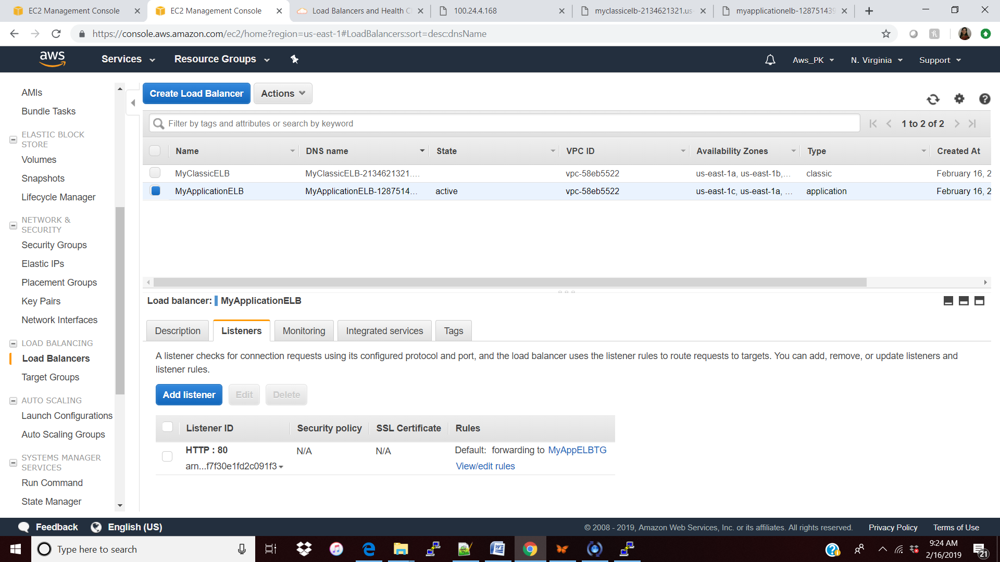 EC2 Management Console
EC2 Management Console
Load Balancers and Health C
100.24.4.168
myclassicelb-2134621321.us-
myapplicationelb-128751439
https://console.aws.amazon.com/ec2/home?region=us-east-1#LoadBalancers:sort=desc:dnsName
aws
Services
Resource Groups
Aws_PK
N. Virginia
Support
AMIs
Bundle Tasks
ELASTIC BLOCK
STORE
Volumes
Snapshots
Lifecycle Manager
NETWORK &
SECURITY
Security Groups
Elastic IPs
Placement Groups
Key Pairs
Network Interfaces
LOAD BALANCING
Load Balancers
Target Groups
AUTO SCALING
Launch Configurations
Auto Scaling Groups
SYSTEMS MANAGER
SERVICES
Run Command
State Manager
Create Load Balancer
Actions
Filter by tags and attributes or search by keyword
1 to 2 of 2
Name DNS name State VPC ID Availability Zones Type Created At
MyClassicELB MyClassicELB-2134621321.... vpc-58eb5522 us-east-1a, us-east-1b,... classic February 16, 2
MyApplicationELB MyApplicationELB-1287514... active vpc-58eb5522 us-east-1c, us-east-1a, ... application February 16, 2
Load balancer: MyApplicationELB
Description
Listeners
Monitoring
Integrated services
Tags
A listener checks for connection requests using its configured protocol and port, and the load balancer uses the listener rules to route requests to targets. You can add, remove, or update listeners and
listener rules.
Add listener
Edit
Delete
Listener ID Security policy SSL Certificate Rules
HTTP : 80 N/A N/A Default: forwarding to MyAppELBTG
arn...f7f30e1fd2c091f3 View/edit rules
Feedback
English (US)
© 2008 - 2019, Amazon Web Services, Inc. or its affiliates. All rights reserved.
Privacy Policy
Terms of Use
Type here to search
9:24 AM
2/16/2019
21